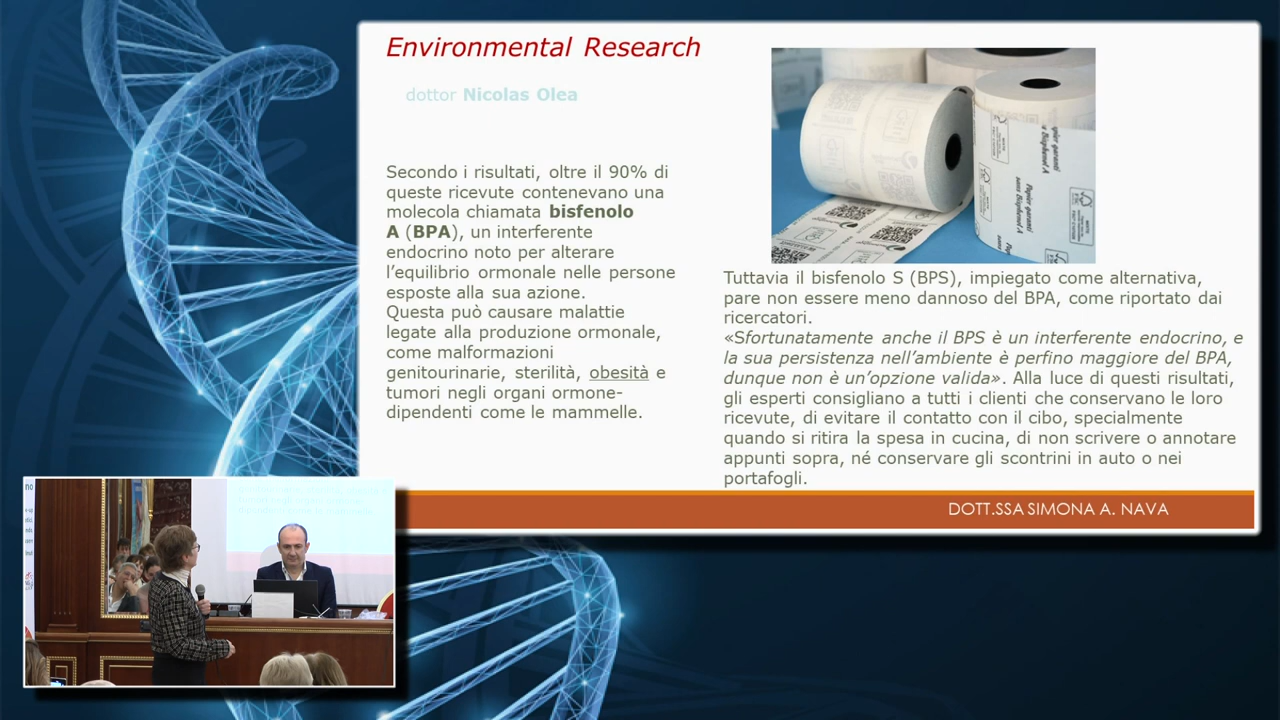 Environmental Research
dottor Nicolas Olea
Secondo i risultati, oltre il 90% di
queste ricevute contenevano una
molecola chiamata bisfenolo
A (BPA), un interferente
endocrino noto per alterare
l’equilibrio ormonale nelle persone
esposte alla sua azione.
Questa può causare malattie
legate alla produzione ormonale,
come malformazioni
genitourinarie, sterilità, obesità e
tumori negli organi ormone-
dipendenti come le mammelle.
Papier garanti
sans Bisphenol A
Tuttavia il bisfenolo S (BPS), impiegato come alternativa,
pare non essere meno dannoso del BPA, come riportato dai
ricercatori.
«Sfortunatamente anche il BPS è un interferente endocrino, e
la sua persistenza nell’ambiente è perfino maggiore del BPA,
dunque non è un’opzione valida». Alla luce di questi risultati,
gli esperti consigliano a tutti i clienti che conservano le loro
ricevute, di evitare il contatto con il cibo, specialmente
quando si ritira la spesa in cucina, di non scrivere o annotare
appunti sopra, né conservare gli scontrini in auto o nei
portafogli.
DOTT.SSA SIMONA A. NAVA